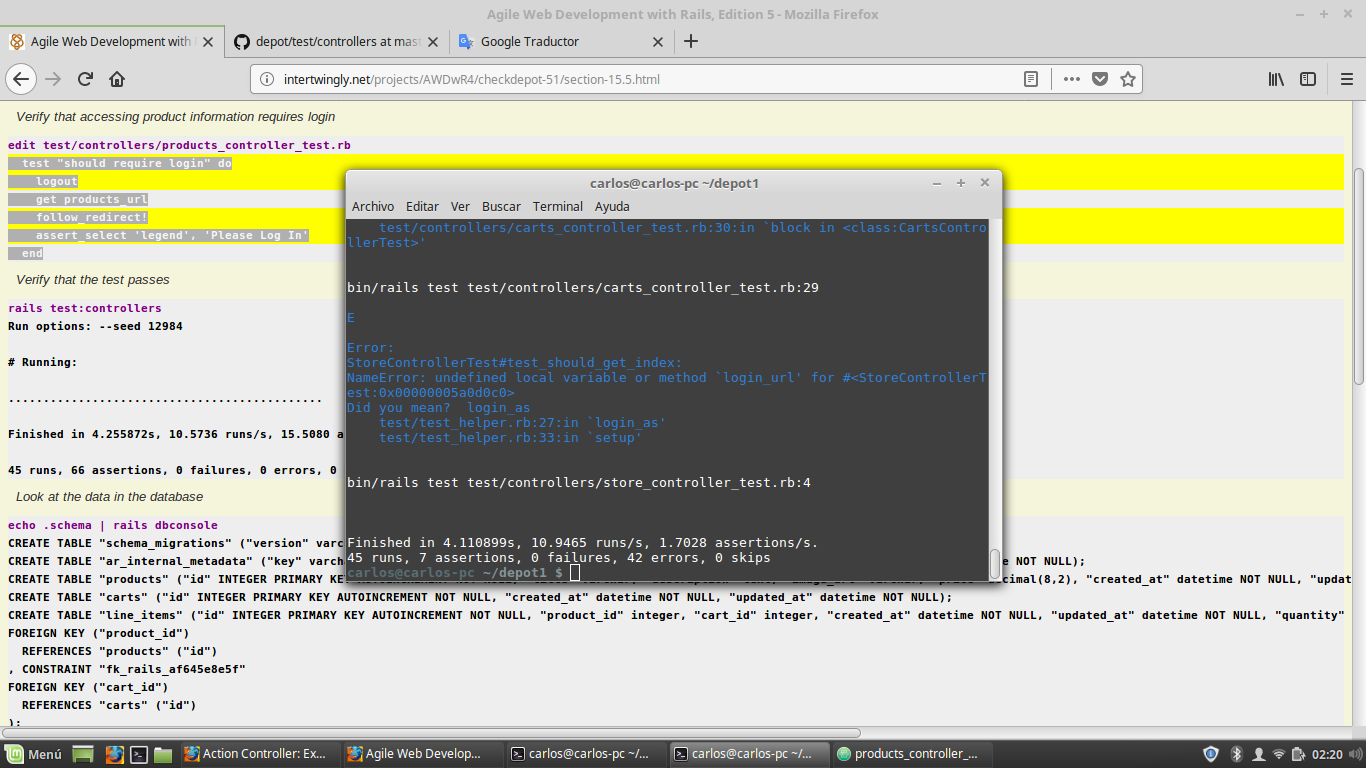 Agile Web Development with Rails, Edition 5 - Mozilla Firefox
Agile Web Development with
depot/test/controllers at mast
Google Traductor
intertwingly.net/projects/AWDwR4/checkdepot-51/section-15.5.html
Verify that accessing product information requires login
edit test/controllers/products_controller_test.rb
test "should require login" do
logout
get products_url
follow_redirect!
assert_select 'legend', 'Please Log In'
end
Verify that the test passes
rails test:controllers
Run options: --seed 12984
# Running:
.............................................
Finished in 4.255872s, 10.5736 runs/s, 15.5080 a
45 runs, 66 assertions, 0 failures, 0 errors, 0
Look at the data in the database
echo .schema | rails dbconsole
CREATE TABLE "schema_migrations" ("version" varc
CREATE TABLE "ar_internal_metadata" ("key" varch
e NOT NULL);
CREATE TABLE "products" ("id" INTEGER PRIMARY KE
cimal(8,2), "created_at" datetime NOT NULL, "updat
CREATE TABLE "carts" ("id" INTEGER PRIMARY KEY AUTOINCREMENT NOT NULL, "created_at" datetime NOT NULL, "updated_at" datetime NOT NULL);
CREATE TABLE "line_items" ("id" INTEGER PRIMARY KEY AUTOINCREMENT NOT NULL, "product_id" integer, "cart_id" integer, "created_at" datetime NOT NULL, "updated_at" datetime NOT NULL, "quantity"
FOREIGN KEY ("product_id")
REFERENCES "products" ("id")
, CONSTRAINT "fk_rails_af645e8e5f"
FOREIGN KEY ("cart_id")
REFERENCES "carts" ("id")
);
carlos@carlos-pc ~/depot1
Archivo Editar Ver Buscar Terminal Ayuda
test/controllers/carts_controller_test.rb:30:in `block in <class:CartsContro
llerTest>'
bin/rails test test/controllers/carts_controller_test.rb:29
E
Error:
StoreControllerTest#test_should_get_index:
NameError: undefined local variable or method `login_url' for #<StoreControllerT
est:0x00000005a0d0c0>
Did you mean?  login_as
test/test_helper.rb:27:in `login_as'
test/test_helper.rb:33:in `setup'
bin/rails test test/controllers/store_controller_test.rb:4
Finished in 4.110899s, 10.9465 runs/s, 1.7028 assertions/s.
45 runs, 7 assertions, 0 failures, 42 errors, 0 skips
carlos@carlos-pc ~/depot1 $
Menú
Action Controller: Ex...
Agile Web Develop...
carlos@carlos-pc ~/...
carlos@carlos-pc ~/...
products_controller_...
02:20